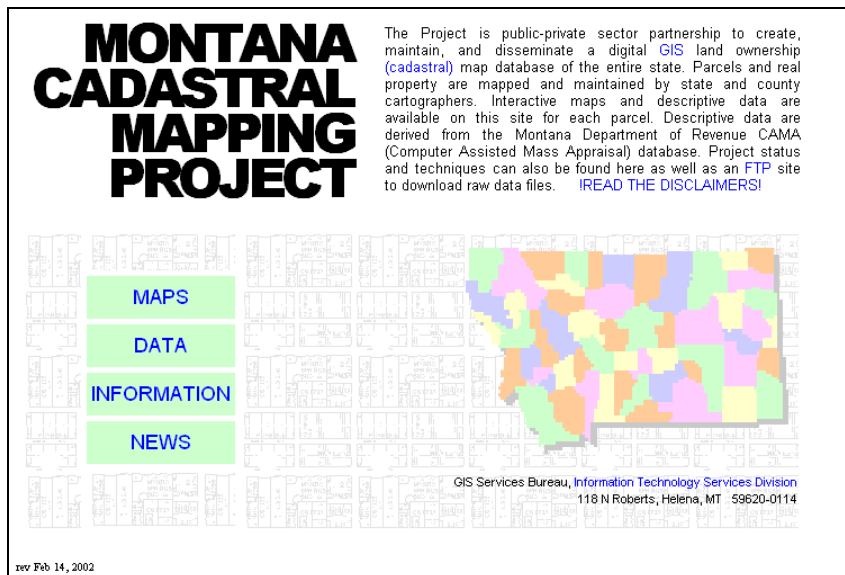 MONTANA
CADASTRAL
MAPPING
PROJECT
The Project is public-private sector partnership to create,
maintain, and disseminate a digital GIS land ownership
(cadastral) map database of the entire state. Parcels and real
property are mapped and maintained by state and county
cartographers. Interactive maps and descriptive data are
available on this site for each parcel. Descriptive data are
derived from the Montana Department of Revenue CAMA
(Computer Assisted Mass Appraisal) database. Project status
and techniques can also be found here as well as an FTP site
to download raw data files. !READ THE DISCLAIMERS!
MAPS
DATA
INFORMATION
NEWS
GIS Services Bureau, Information Technology Services Division
118 N Roberts, Helena, MT 59620-0114
rev Feb 14, 2002